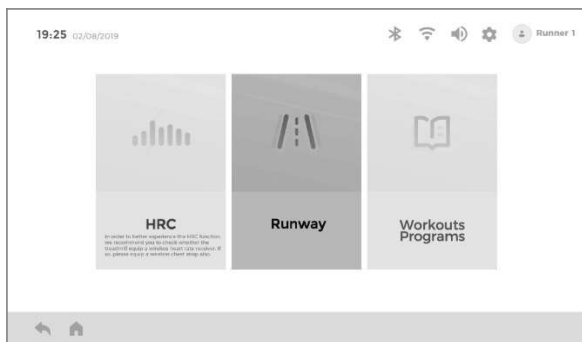 19:25 02/08/2019
Runner 1
HRC
In order to better experience the HRC function,
we recommend you to check whether the
treadmill equip a wireless heart rate receiver. If
so, please equip a wireless chest strap also.
Runway
Workouts
Programs